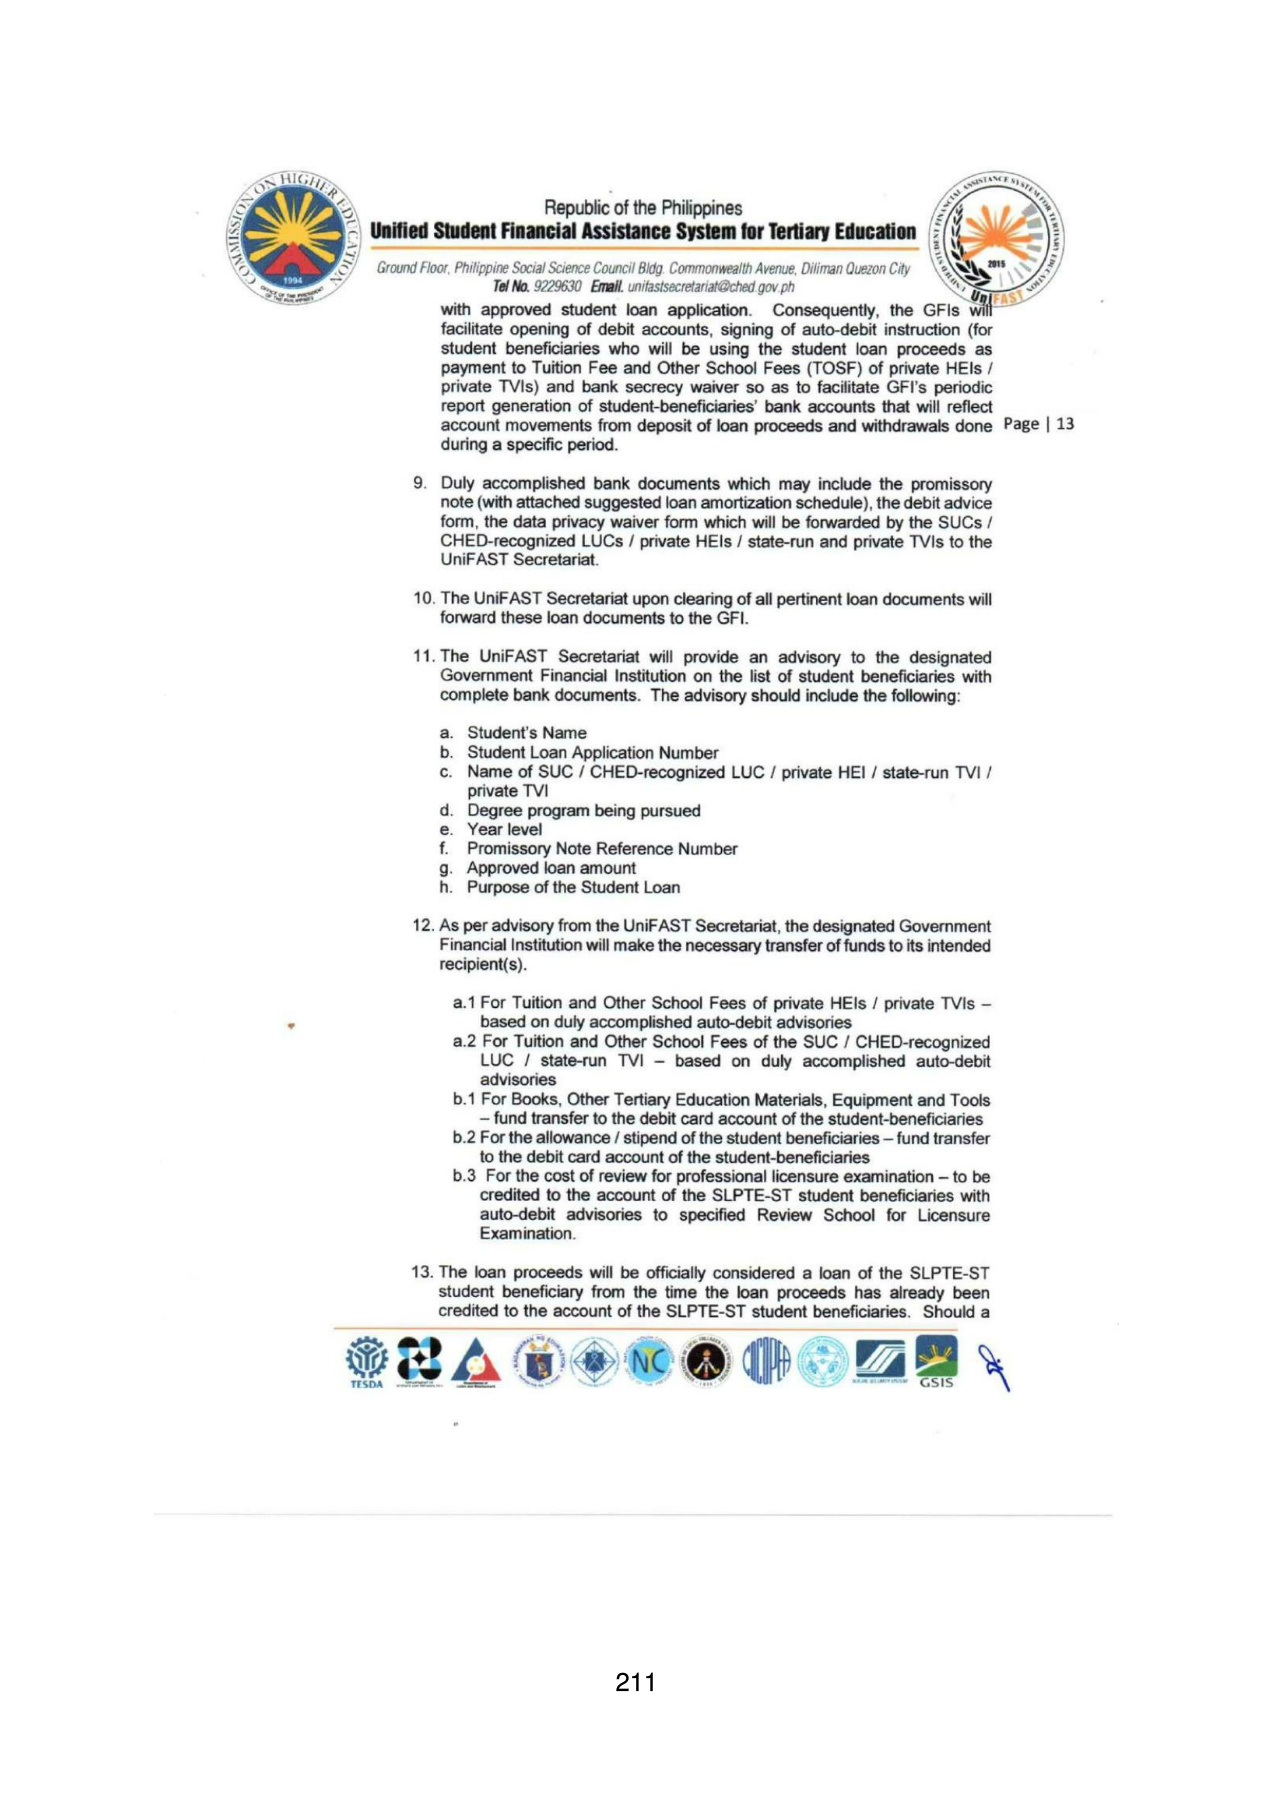 COMMISSION ON HIGHER EDUCATION
1994
OFFICE OF THE PRESIDENT
OF THE PHILIPPINES
Republic of the Philippines
Unified Student Financial Assistance System for Tertiary Education
Ground Floor, Philippine Social Science Council Bldg. Commonwealth Avenue, Diliman Quezon City
Tel No. 9229630 Email. unifastsecretariat@ched.gov.ph
UNIFIED STUDENT FINANCIAL ASSISTANCE SYSTEM FOR TERTIARY EDUCATION
2015
UniFAST
with approved student loan application. Consequently, the GFIs will
facilitate opening of debit accounts, signing of auto-debit instruction (for
student beneficiaries who will be using the student loan proceeds as
payment to Tuition Fee and Other School Fees (TOSF) of private HEIs /
private TVIs) and bank secrecy waiver so as to facilitate GFI's periodic
report generation of student-beneficiaries' bank accounts that will reflect
account movements from deposit of loan proceeds and withdrawals done
during a specific period.
Page | 13
9. Duly accomplished bank documents which may include the promissory
note (with attached suggested loan amortization schedule), the debit advice
form, the data privacy waiver form which will be forwarded by the SUCs /
CHED-recognized LUCs / private HEIs / state-run and private TVIs to the
UniFAST Secretariat.
10. The UniFAST Secretariat upon clearing of all pertinent loan documents will
forward these loan documents to the GFI.
11. The UniFAST Secretariat will provide an advisory to the designated
Government Financial Institution on the list of student beneficiaries with
complete bank documents. The advisory should include the following:
a. Student's Name
b. Student Loan Application Number
c. Name of SUC / CHED-recognized LUC / private HEI / state-run TVI /
private TVI
d. Degree program being pursued
e. Year level
f. Promissory Note Reference Number
g. Approved loan amount
h. Purpose of the Student Loan
12. As per advisory from the UniFAST Secretariat, the designated Government
Financial Institution will make the necessary transfer of funds to its intended
recipient(s).
a.1 For Tuition and Other School Fees of private HEIs / private TVIs –
based on duly accomplished auto-debit advisories
a.2 For Tuition and Other School Fees of the SUC / CHED-recognized
LUC / state-run TVI – based on duly accomplished auto-debit
advisories
b.1 For Books, Other Tertiary Education Materials, Equipment and Tools
– fund transfer to the debit card account of the student-beneficiaries
b.2 For the allowance / stipend of the student beneficiaries – fund transfer
to the debit card account of the student-beneficiaries
b.3 For the cost of review for professional licensure examination – to be
credited to the account of the SLPTE-ST student beneficiaries with
auto-debit advisories to specified Review School for Licensure
Examination.
13. The loan proceeds will be officially considered a loan of the SLPTE-ST
student beneficiary from the time the loan proceeds has already been
credited to the account of the SLPTE-ST student beneficiaries. Should a
TESDA
NYC
GSIS
211